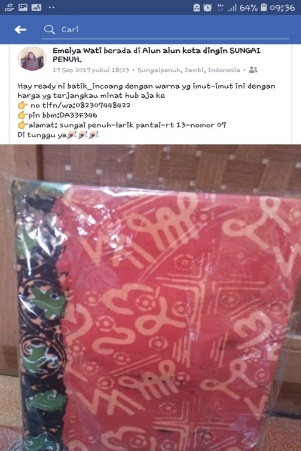 64% 09;36
Cari
Emelya Wati berada di Alun alun kota dingin SUNGAI
PENUH.
17 Sep 2017 pukul 18;23 • Sungaipenuh, Jambi, Indonesia •
Hay ready ni batik_incoang dengan warna yg imut-imut ini dengan
harga yg terjangkau minat hub aja ke
👉 no tlfn/wa:082307448422
👉pin bbm:DA33F346
👉alamat: sungai penuh-larik pantai-rt 13-nomor 07
Di tunggu ya🎉🎉🎉